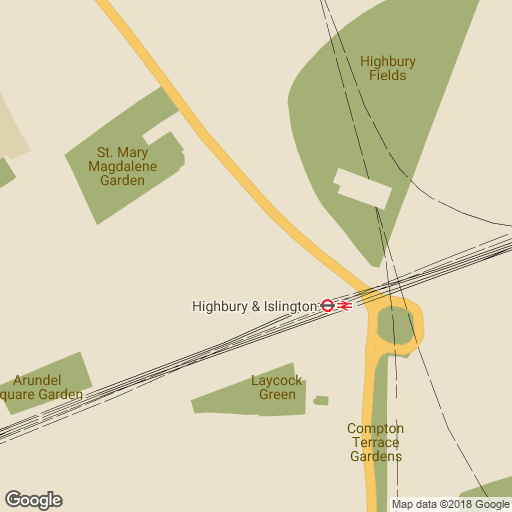 Highbury
Fields
St. Mary
Magdalene
Garden
Highbury & Islington
Arundel
quare Garden
Laycock
Green
Compton
Terrace
Gardens
Google
Map data ©2018 Google